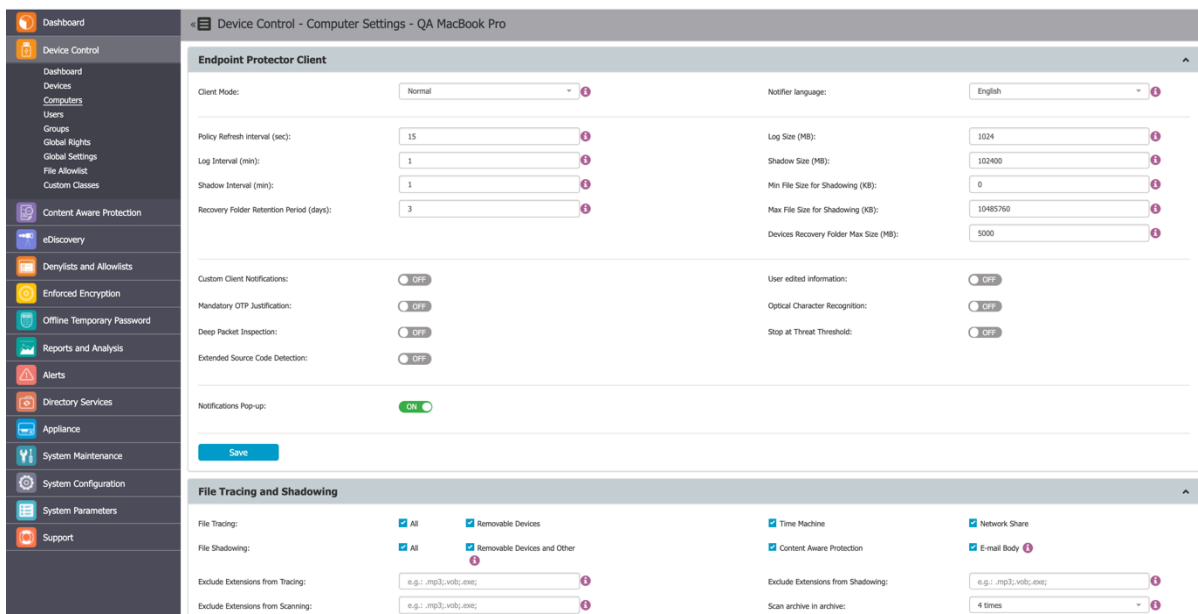 Dashboard
Device Control
Dashboard
Devices
Computers
Users
Groups
Global Rights
Global Settings
File Allowlist
Custom Classes
Content Aware Protection
eDiscovery
Denylists and Allowlists
Enforced Encryption
Offline Temporary Password
Reports and Analysis
Alerts
Directory Services
Appliance
System Maintenance
System Configuration
System Parameters
Support
« Device Control - Computer Settings - QA MacBook Pro
Endpoint Protector Client
Client Mode: Normal
Notifier language: English
Policy Refresh interval (sec): 15
Log Size (MB): 1024
Log Interval (min): 1
Shadow Size (MB): 102400
Shadow Interval (min): 1
Min File Size for Shadowing (KB): 0
Recovery Folder Retention Period (days): 3
Max File Size for Shadowing (KB): 10485760
Devices Recovery Folder Max Size (MB): 5000
Custom Client Notifications: OFF
User edited information: OFF
Mandatory OTP Justification: OFF
Optical Character Recognition: OFF
Deep Packet Inspection: OFF
Stop at Threat Threshold: OFF
Extended Source Code Detection: OFF
Notifications Pop-up: ON
Save
File Tracing and Shadowing
File Tracing: All Removable Devices Time Machine Network Share
File Shadowing: All Removable Devices and Other Content Aware Protection E-mail Body
Exclude Extensions from Tracing: e.g.: .mp3;.vob;.exe;
Exclude Extensions from Shadowing: e.g.: .mp3;.vob;.exe;
Exclude Extensions from Scanning: e.g.: .mp3;.vob;.exe;
Scan archive in archive: 4 times